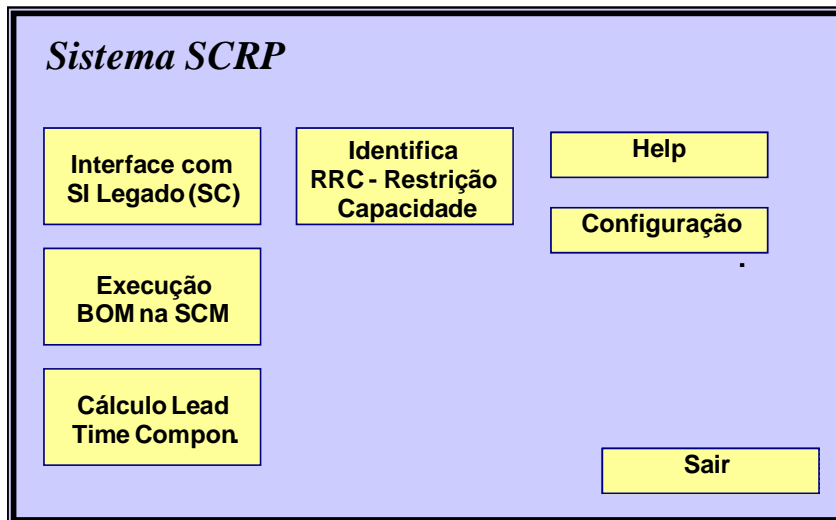 Sistema SCRP
Interface com
SI Legado (SC)
Identifica
RRC - Restrição
Capacidade
Help
Configuração
.
Execução
BOM na SCM
Cálculo Lead
Time Compon.
Sair